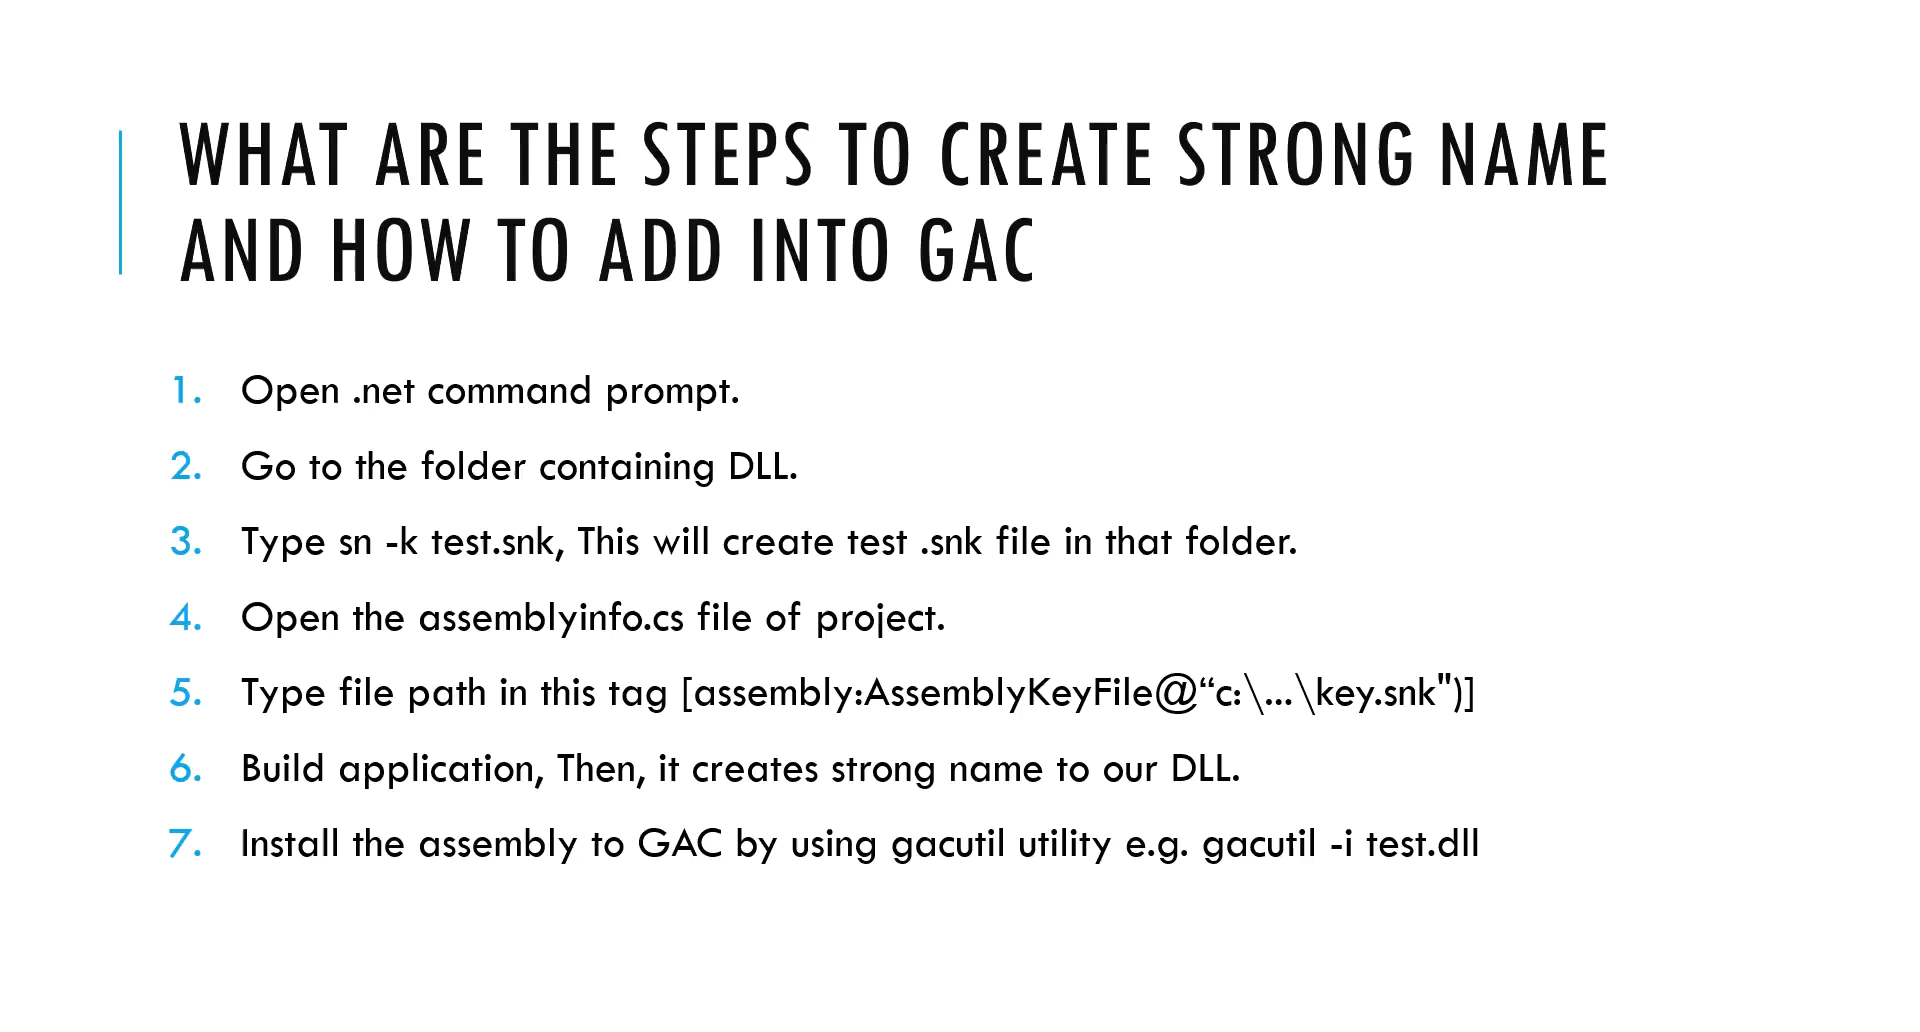 WHAT ARE THE STEPS TO CREATE STRONG NAME
AND HOW TO ADD INTO GAC
1. Open .net command prompt.
2. Go to the folder containing DLL.
3. Type sn -k test.snk, This will create test .snk file in that folder.
4. Open the assemblyinfo.cs file of project.
5. Type file path in this tag [assembly:AssemblyKeyFile@“c:\...\key.snk")]
6. Build application, Then, it creates strong name to our DLL.
7. Install the assembly to GAC by using gacutil utility e.g. gacutil -i test.dll